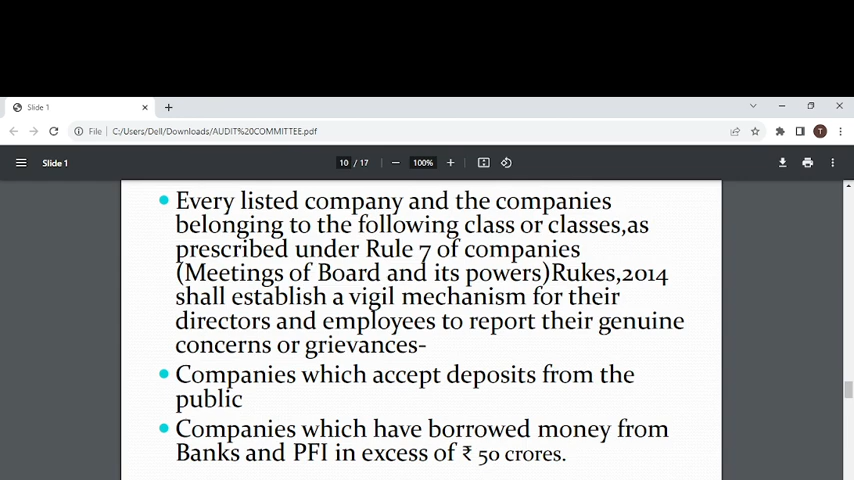 Slide 1
File C:/Users/Dell/Downloads/AUDIT%20COMMITTEE.pdf
T
Slide 1
10 / 17
100%
Every listed company and the companies
belonging to the following class or classes,as
prescribed under Rule 7 of companies
(Meetings of Board and its powers)Rukes,2014
shall establish a vigil mechanism for their
directors and employees to report their genuine
concerns or grievances-
Companies which accept deposits from the
public
Companies which have borrowed money from
Banks and PFI in excess of ₹ 50 crores.